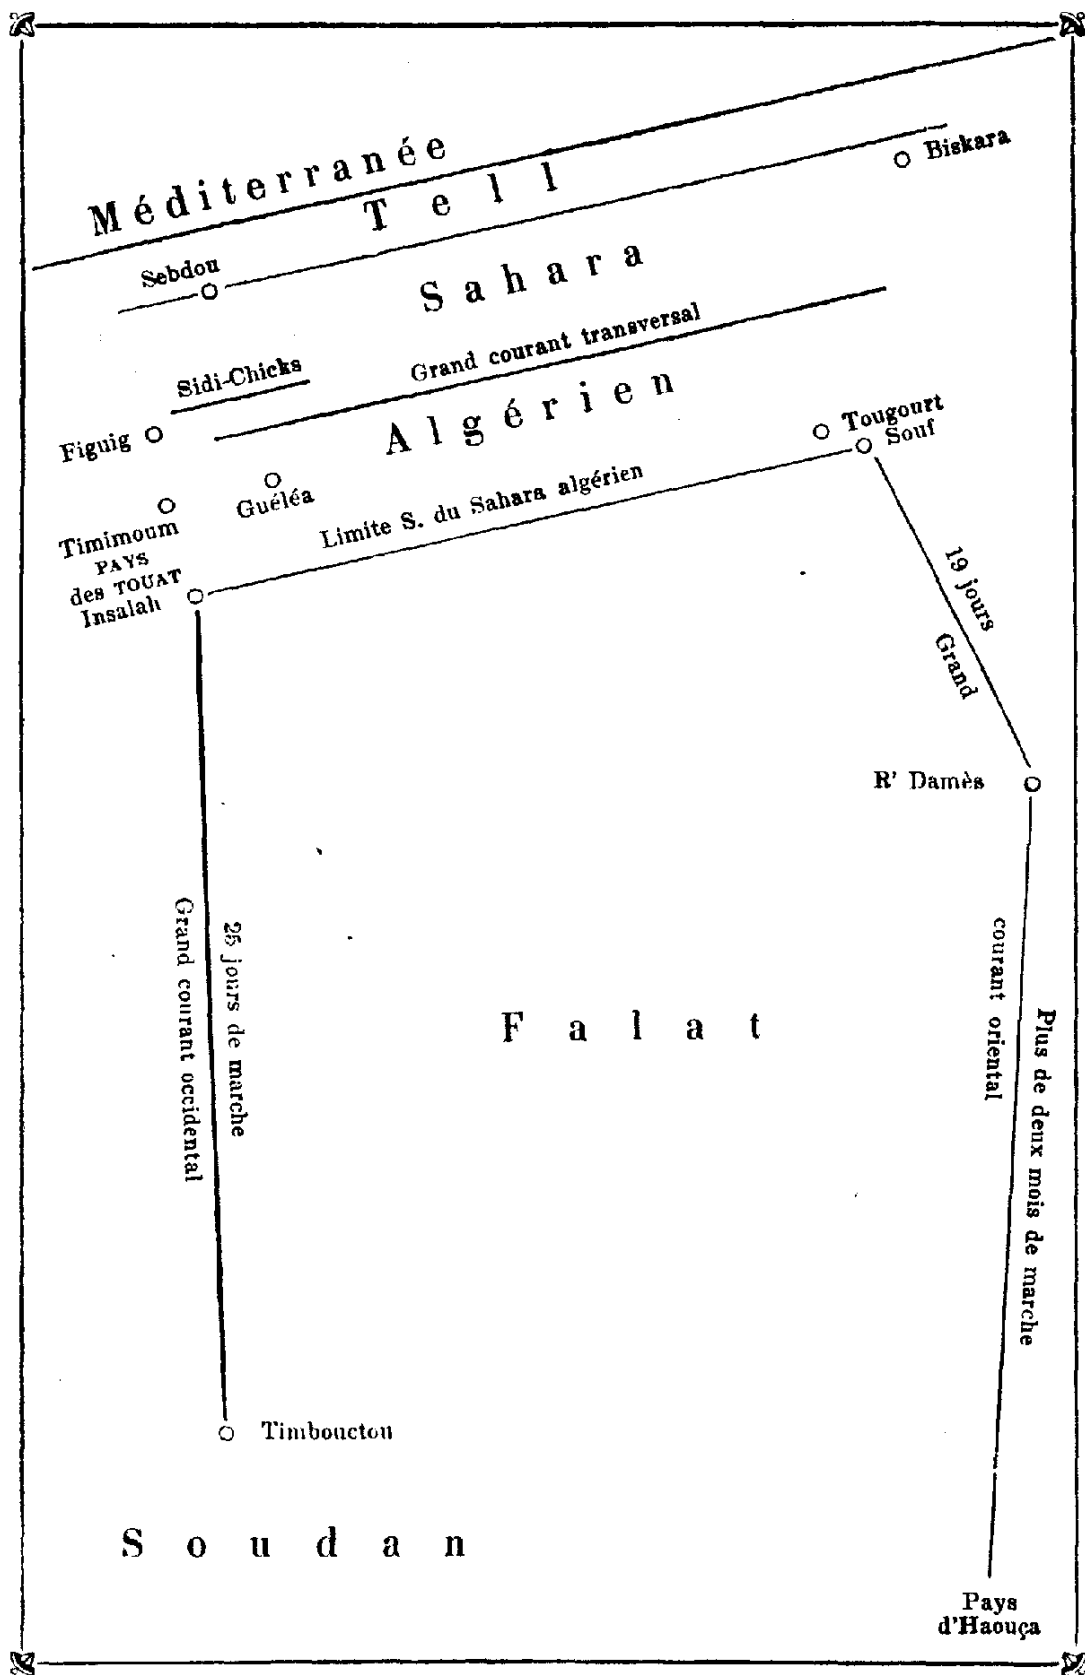 Méditerranée
Tell
Biskara
Sebdou
Sahara
Grand courant transversal
Sidi-Chicks
Algérien
Figuig
Tougourt
Souf
Guéléa
Limite S. du Sahara algérien
Timimoum
PAYS
des TOUAT
Insalah
19 jours
Grand
R' Damès
courant oriental
Plus de deux mois de marche
Grand courant occidental
25 jours de marche
Falat
Timbouctou
Soudan
Pays
d'Haouça